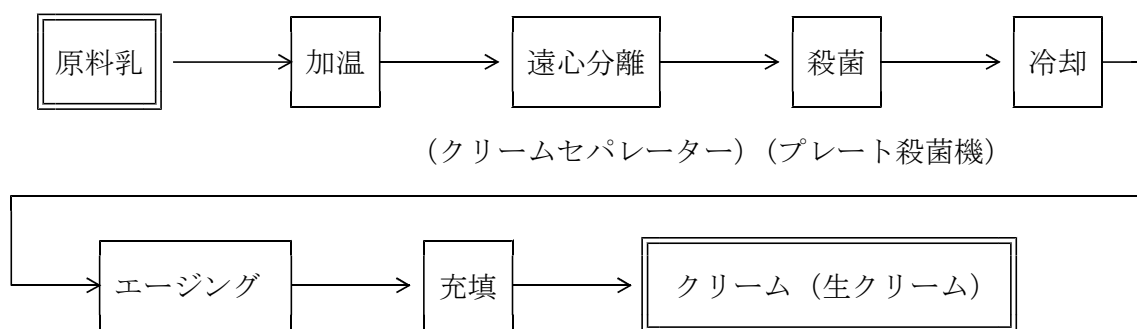 原料乳 加温 遠心分離 殺菌 冷却
(クリームセパレーター) (プレート殺菌機)
エージング 充填 クリーム(生クリーム)